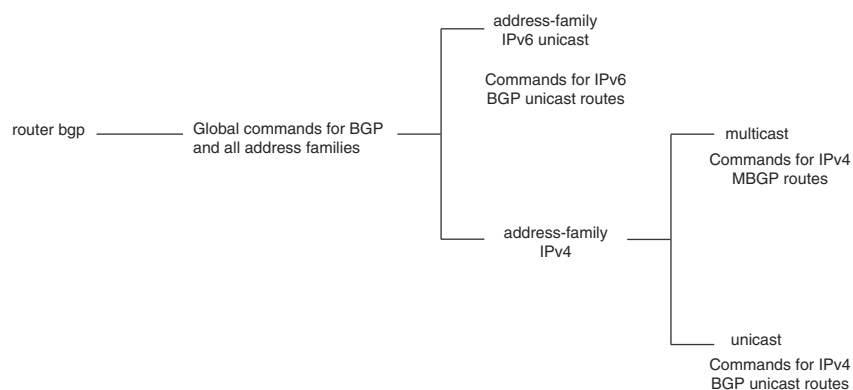 router bgp
Global commands for BGP
and all address families
address-family
IPv6 unicast
Commands for IPv6
BGP unicast routes
address-family
IPv4
multicast
Commands for IPv4
MBGP routes
unicast
Commands for IPv4
BGP unicast routes